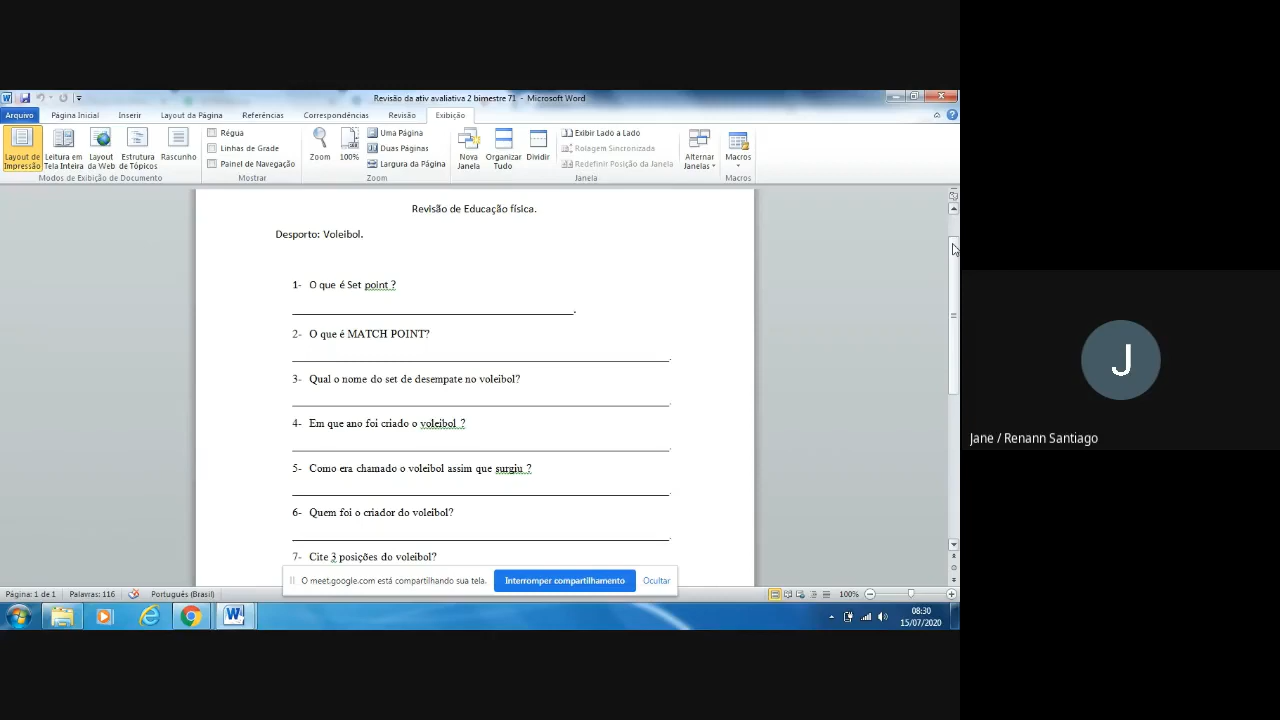 Revisão da ativ avaliativa 2 bimestre 71 - Microsoft Word
Arquivo Página Inicial Inserir Layout da Página Referências Correspondências Revisão Exibição
Layout de Impressão
Leitura em Tela Inteira
Layout da Web
Estrutura de Tópicos
Rascunho
Modos de Exibição de Documento
Régua
Linhas de Grade
Painel de Navegação
Mostrar
Zoom
100%
Uma Página
Duas Páginas
Largura da Página
Zoom
Nova Janela
Organizar Tudo
Dividir
Exibir Lado a Lado
Rolagem Sincronizada
Redefinir Posição da Janela
Janela
Alternar Janelas
Macros
Macros
Revisão de Educação física.
Desporto: Voleibol.
1- O que é Set point ?
2- O que é MATCH POINT?
3- Qual o nome do set de desempate no voleibol?
4- Em que ano foi criado o voleibol ?
5- Como era chamado o voleibol assim que surgiu ?
6- Quem foi o criador do voleibol?
7- Cite 3 posições do voleibol?
O meet.google.com está compartilhando sua tela. Interromper compartilhamento Ocultar
Página: 1 de 1 Palavras: 116 Português (Brasil) 100%
08:30
15/07/2020
J
Jane / Renann Santiago